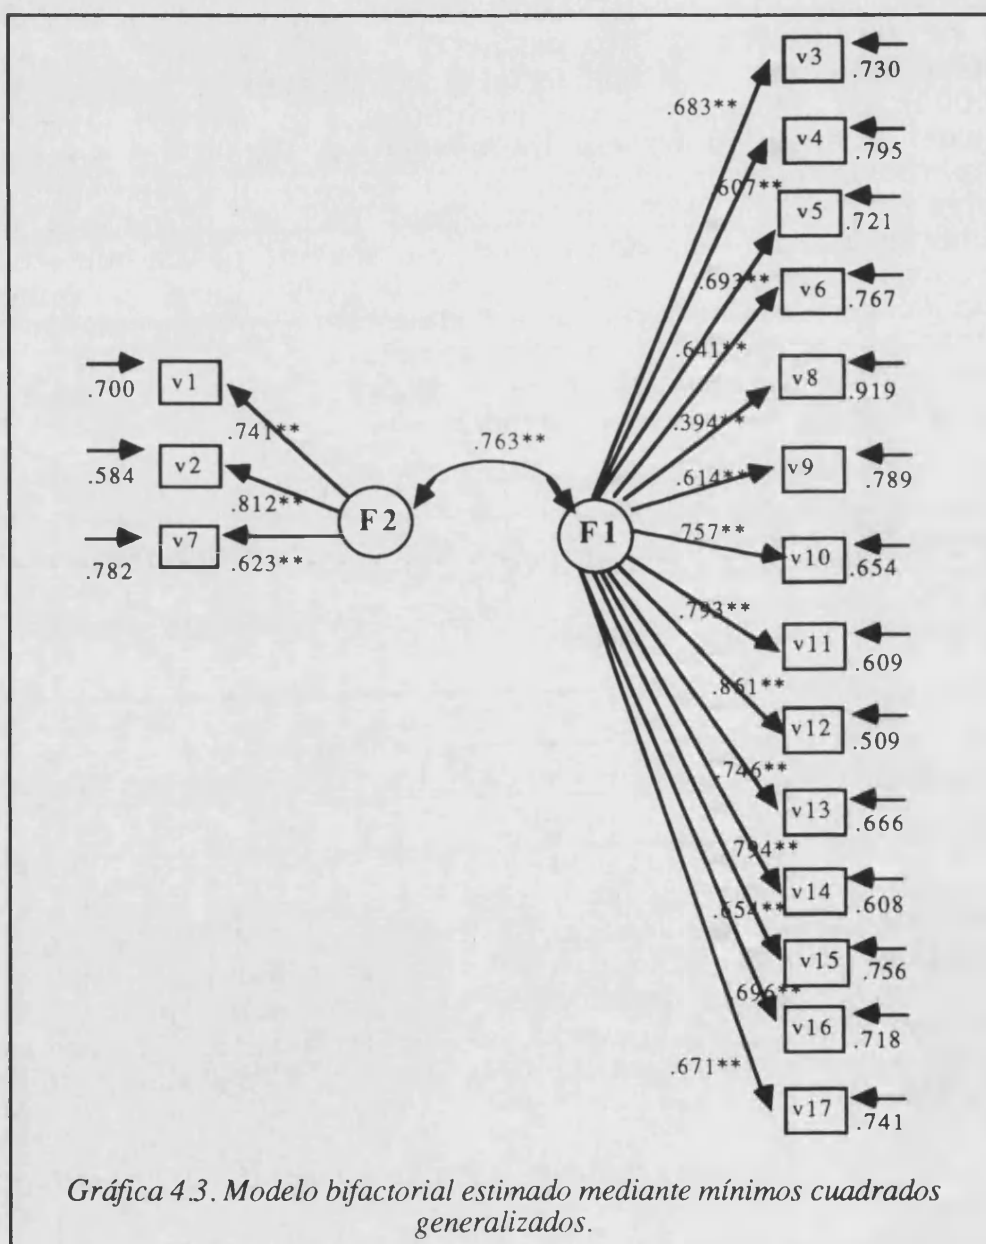 v3
.730
.683**
v4
.795
.607**
v5
.721
.693**
v6
.767
.641**
v8
.919
.394**
v9
.789
.614**
v1
.700
.741**
v2
.584
.812**
v7
.782
.623**
F2
.763**
F1
.757**
v10
.654
.793**
v11
.609
.861**
v12
.509
.746**
v13
.666
.794**
v14
.608
.654**
v15
.756
.696**
v16
.718
.671**
v17
.741
Gráfica 4.3. Modelo bifactorial estimado mediante mínimos cuadrados
generalizados.